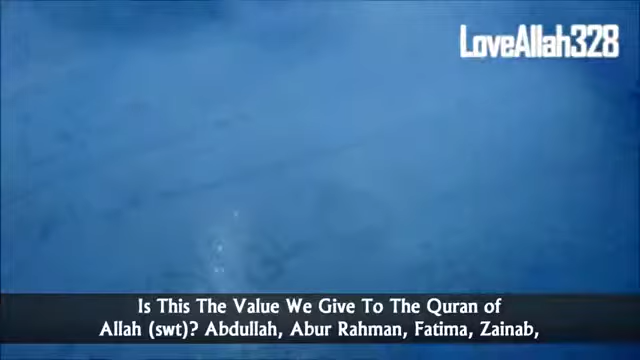 LoveAllah328
Is This The Value We Give To The Quran of
Allah (swt)? Abdullah, Abur Rahman, Fatima, Zainab,